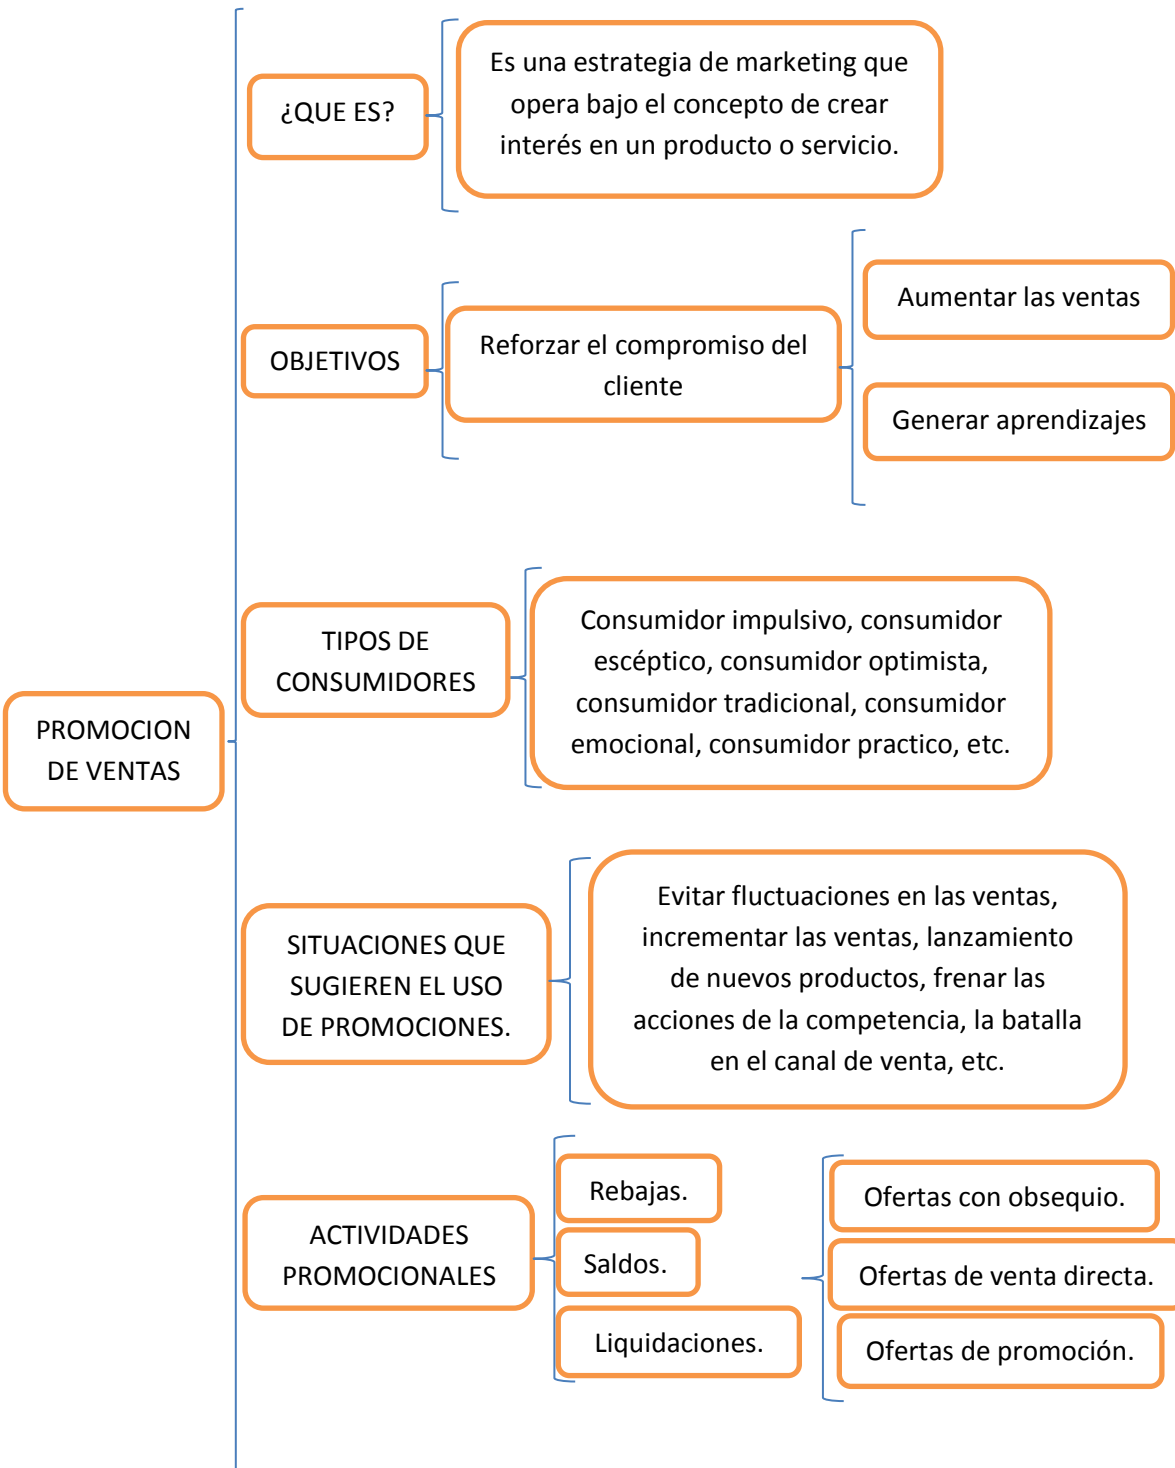 ¿QUE ES?
Es una estrategia de marketing que
opera bajo el concepto de crear
interés en un producto o servicio.
OBJETIVOS
Reforzar el compromiso del
cliente
Aumentar las ventas
Generar aprendizajes
TIPOS DE
CONSUMIDORES
Consumidor impulsivo, consumidor
escéptico, consumidor optimista,
consumidor tradicional, consumidor
emocional, consumidor practico, etc.
PROMOCION
DE VENTAS
SITUACIONES QUE
SUGIEREN EL USO
DE PROMOCIONES.
Evitar fluctuaciones en las ventas,
incrementar las ventas, lanzamiento
de nuevos productos, frenar las
acciones de la competencia, la batalla
en el canal de venta, etc.
ACTIVIDADES
PROMOCIONALES
Rebajas.
Saldos.
Liquidaciones.
Ofertas con obsequio.
Ofertas de venta directa.
Ofertas de promoción.